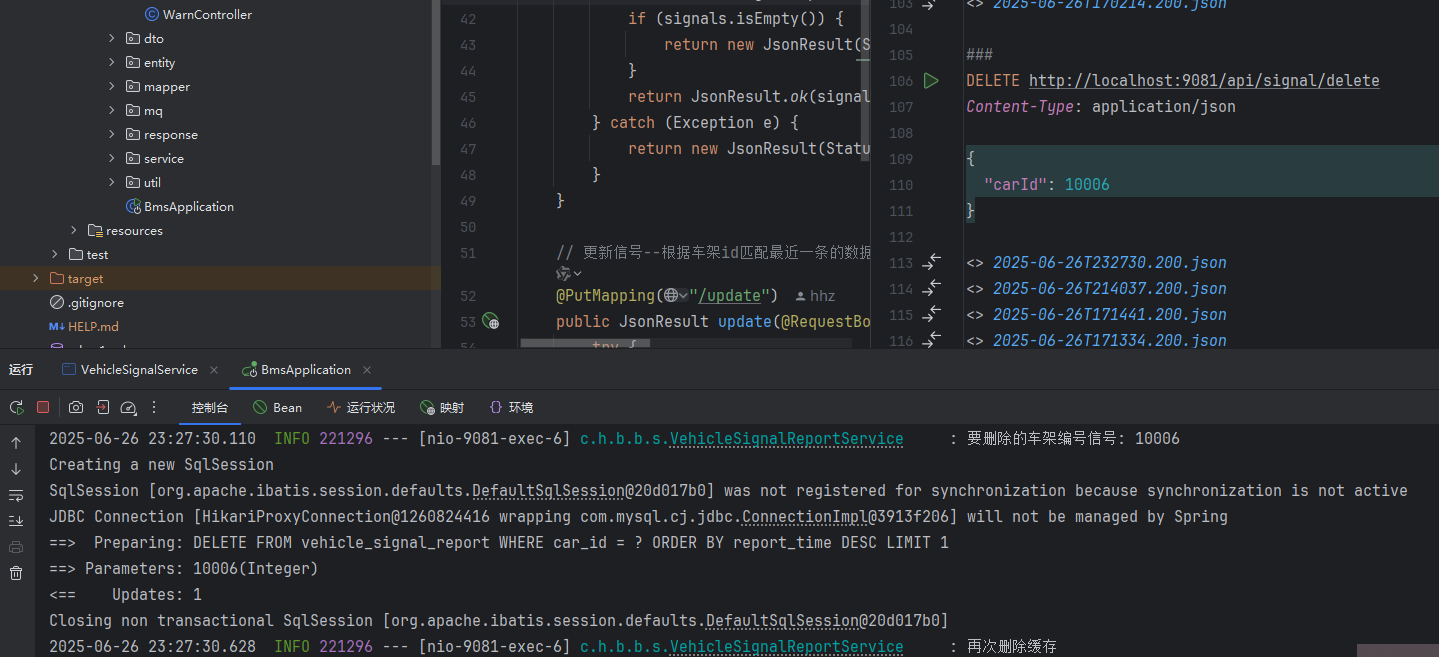 WarnController
dto
entity
mapper
mq
response
service
util
BmsApplication
resources
test
target
.gitignore
M↓ HELP.md
42 if (signals.isEmpty()) {
43 return new JsonResult(S
44 }
45 return JsonResult.ok(signal
46 } catch (Exception e) {
47 return new JsonResult(Statu
48 }
49 }
50
51 // 更新信号--根据车架id匹配最近一条的数据
52 @PutMapping("/update") hhz
53 public JsonResult update(@RequestBo
54 try {
103 <> 2025-06-26T170214.200.json
104
105 ###
106 DELETE http://localhost:9081/api/signal/delete
107 Content-Type: application/json
108
109 {
110 "carId": 10006
111 }
112
113 <> 2025-06-26T232730.200.json
114 <> 2025-06-26T214037.200.json
115 <> 2025-06-26T171441.200.json
116 <> 2025-06-26T171334.200.json
运行 VehicleSignalService × BmsApplication ×
控制台 Bean 运行状况 映射 {} 环境
2025-06-26 23:27:30.110 INFO 221296 --- [nio-9081-exec-6] c.h.b.b.s.VehicleSignalReportService : 要删除的车架编号信号: 10006
Creating a new SqlSession
SqlSession [org.apache.ibatis.session.defaults.DefaultSqlSession@20d017b0] was not registered for synchronization because synchronization is not active
JDBC Connection [HikariProxyConnection@1260824416 wrapping com.mysql.cj.jdbc.ConnectionImpl@3913f206] will not be managed by Spring
==> Preparing: DELETE FROM vehicle_signal_report WHERE car_id = ? ORDER BY report_time DESC LIMIT 1
==> Parameters: 10006(Integer)
<== Updates: 1
Closing non transactional SqlSession [org.apache.ibatis.session.defaults.DefaultSqlSession@20d017b0]
2025-06-26 23:27:30.628 INFO 221296 --- [nio-9081-exec-6] c.h.b.b.s.VehicleSignalReportService : 再次删除缓存